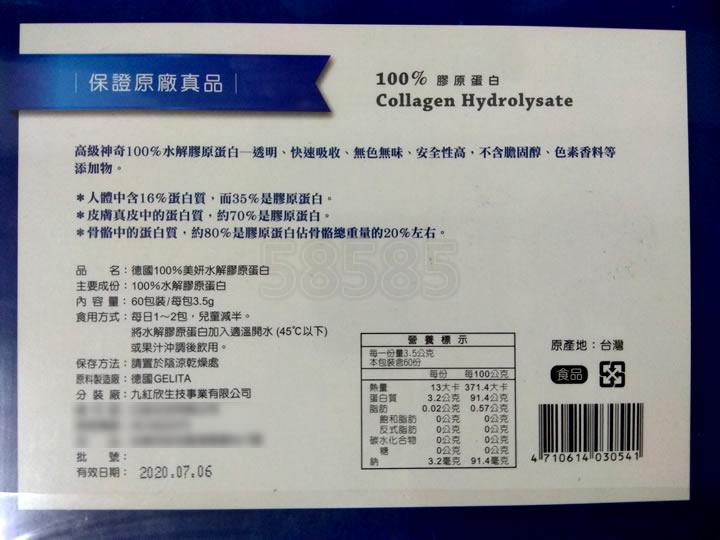 保證原廠真品
100% 膠原蛋白
Collagen Hydrolysate
高級神奇100%水解膠原蛋白─透明、快速吸收、無色無味、安全性高，不含膽固醇、色素香料等
添加物。
＊人體中含16%蛋白質，而35%是膠原蛋白。
＊皮膚真皮中的蛋白質，約70%是膠原蛋白。
＊骨骼中的蛋白質，約80%是膠原蛋白佔骨骼總重量的20%左右。
58585
品 名：德國100%美妍水解膠原蛋白
主要成份：100%水解膠原蛋白
內 容 量：60包裝/每包3.5g
食用方式：每日1～2包，兒童減半。
將水解膠原蛋白加入適溫開水 (45℃以下)
或果汁沖調後飲用。
保存方法：請置於陰涼乾燥處
原料製造廠：德國GELITA
分 裝 廠：九紅欣生技事業有限公司
批 號：
有效日期： 2020.07.06
營 養 標 示
每一份量3.5公克
本包裝含60份
每份 每100公克
熱量 13大卡 371.4大卡
蛋白質 3.2公克 91.4公克
脂肪 0.02公克 0.57公克
飽和脂肪 0公克 0公克
反式脂肪 0公克 0公克
碳水化合物 0公克 0公克
糖 0公克 0公克
鈉 3.2毫克 91.4毫克
原產地：台灣
食品
4 710614 030541